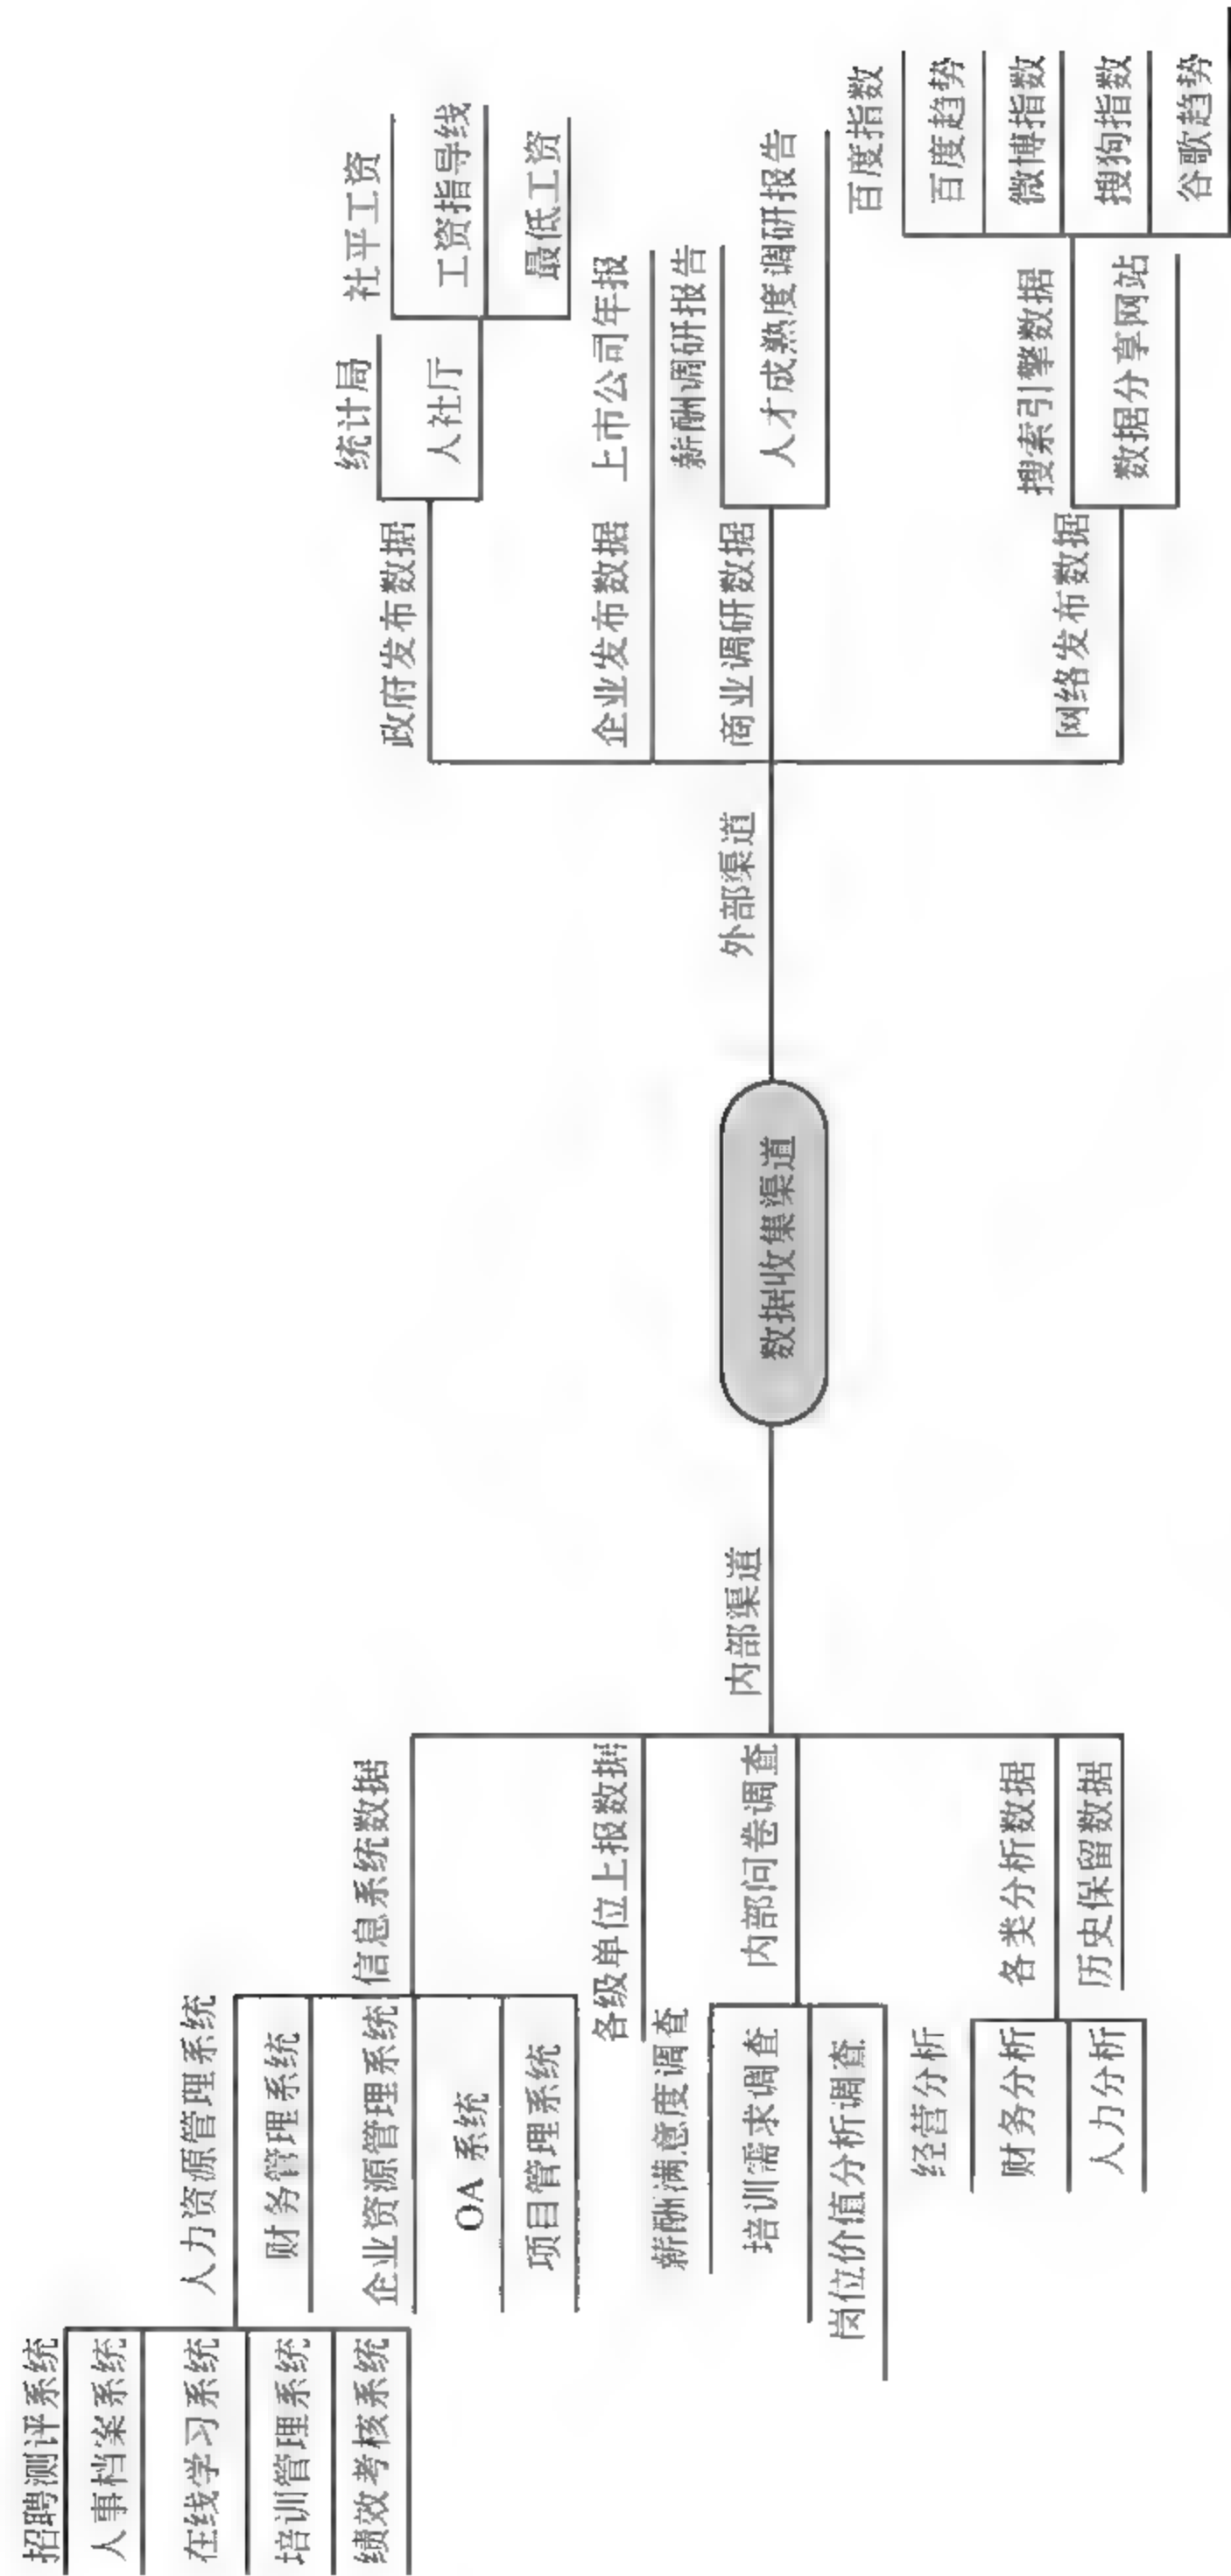 招聘测评系统
人事档案系统
在线学习系统
培训管理系统
绩效考核系统
人力资源管理系统
财务管理系统
企业资源管理系统
OA 系统
项目管理系统
信息系统数据
各级单位上报数据
薪酬满意度调查
培训需求调查
岗位价值分析调查
内部问卷调查
经营分析
财务分析
人力分析
各类分析数据
历史保留数据
内部渠道
数据收集渠道
外部渠道
政府发布数据
统计局
人社厅
社平工资
工资指导线
最低工资
企业发布数据
上市公司年报
商业调研数据
薪酬调研报告
人才成熟度调研报告
网络发布数据
搜索引擎数据
数据分享网站
百度指数
百度趋势
微博指数
搜狗指数
谷歌趋势